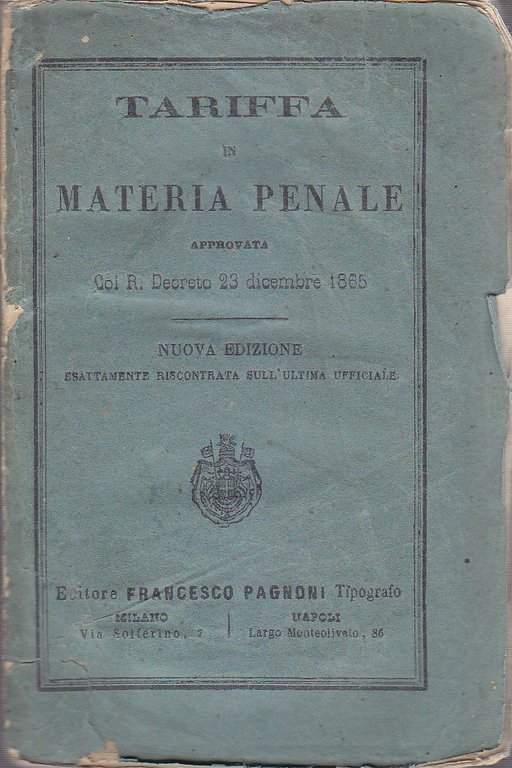 TARIFFA
IN
MATERIA PENALE
APPROVATA
Col R. Decreto 23 dicembre 1865
NUOVA EDIZIONE
ESATTAMENTE RISCONTRATA SULL'ULTIMA UFFICIALE
Editore FRANCESCO PAGNONI Tipografo
MILANO
Via Solferino, 7
NAPOLI
Largo Monteoliveto, 86